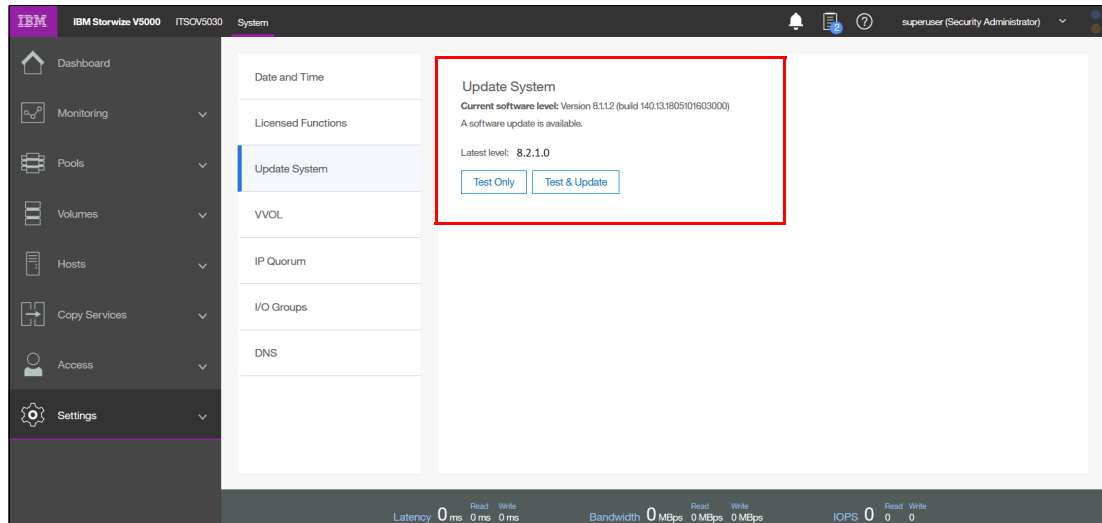 IBM IBM Storwize V5000 ITSOV5030 System 2 ? superuser (Security Administrator)
Dashboard
Monitoring
Pools
Volumes
Hosts
Copy Services
Access
Settings
Date and Time
Licensed Functions
Update System
VVOL
IP Quorum
I/O Groups
DNS
Update System
Current software level: Version 8.1.1.2 (build 140.13.1805101603000)
A software update is available.
Latest level: 8.2.1.0
Test Only Test & Update
Read Write Read Write Read Write
Latency 0 ms 0 ms 0 ms Bandwidth 0 MBps 0 MBps 0 MBps IOPS 0 0 0